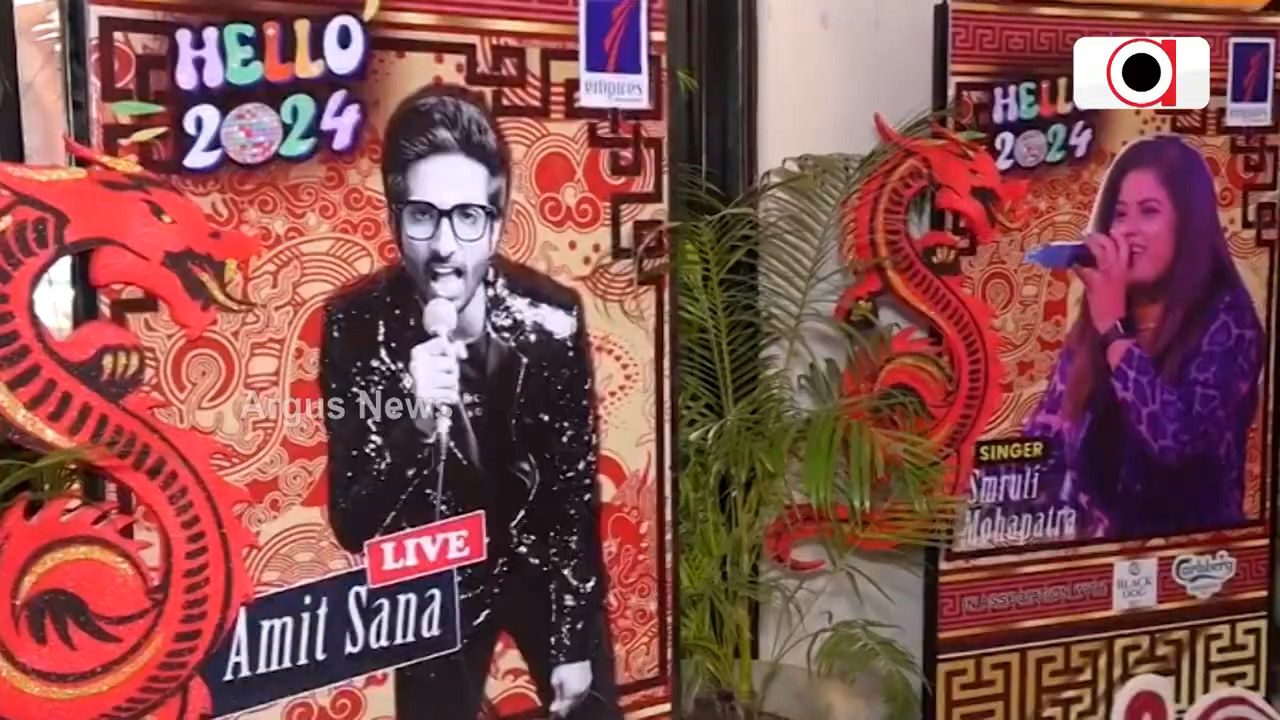 HELLO
2024
empires
Argus News
LIVE
Amit Sana
HELLO
2024
SINGER
Smruti
Mohapatra
BLACK
DOG
Carlsberg